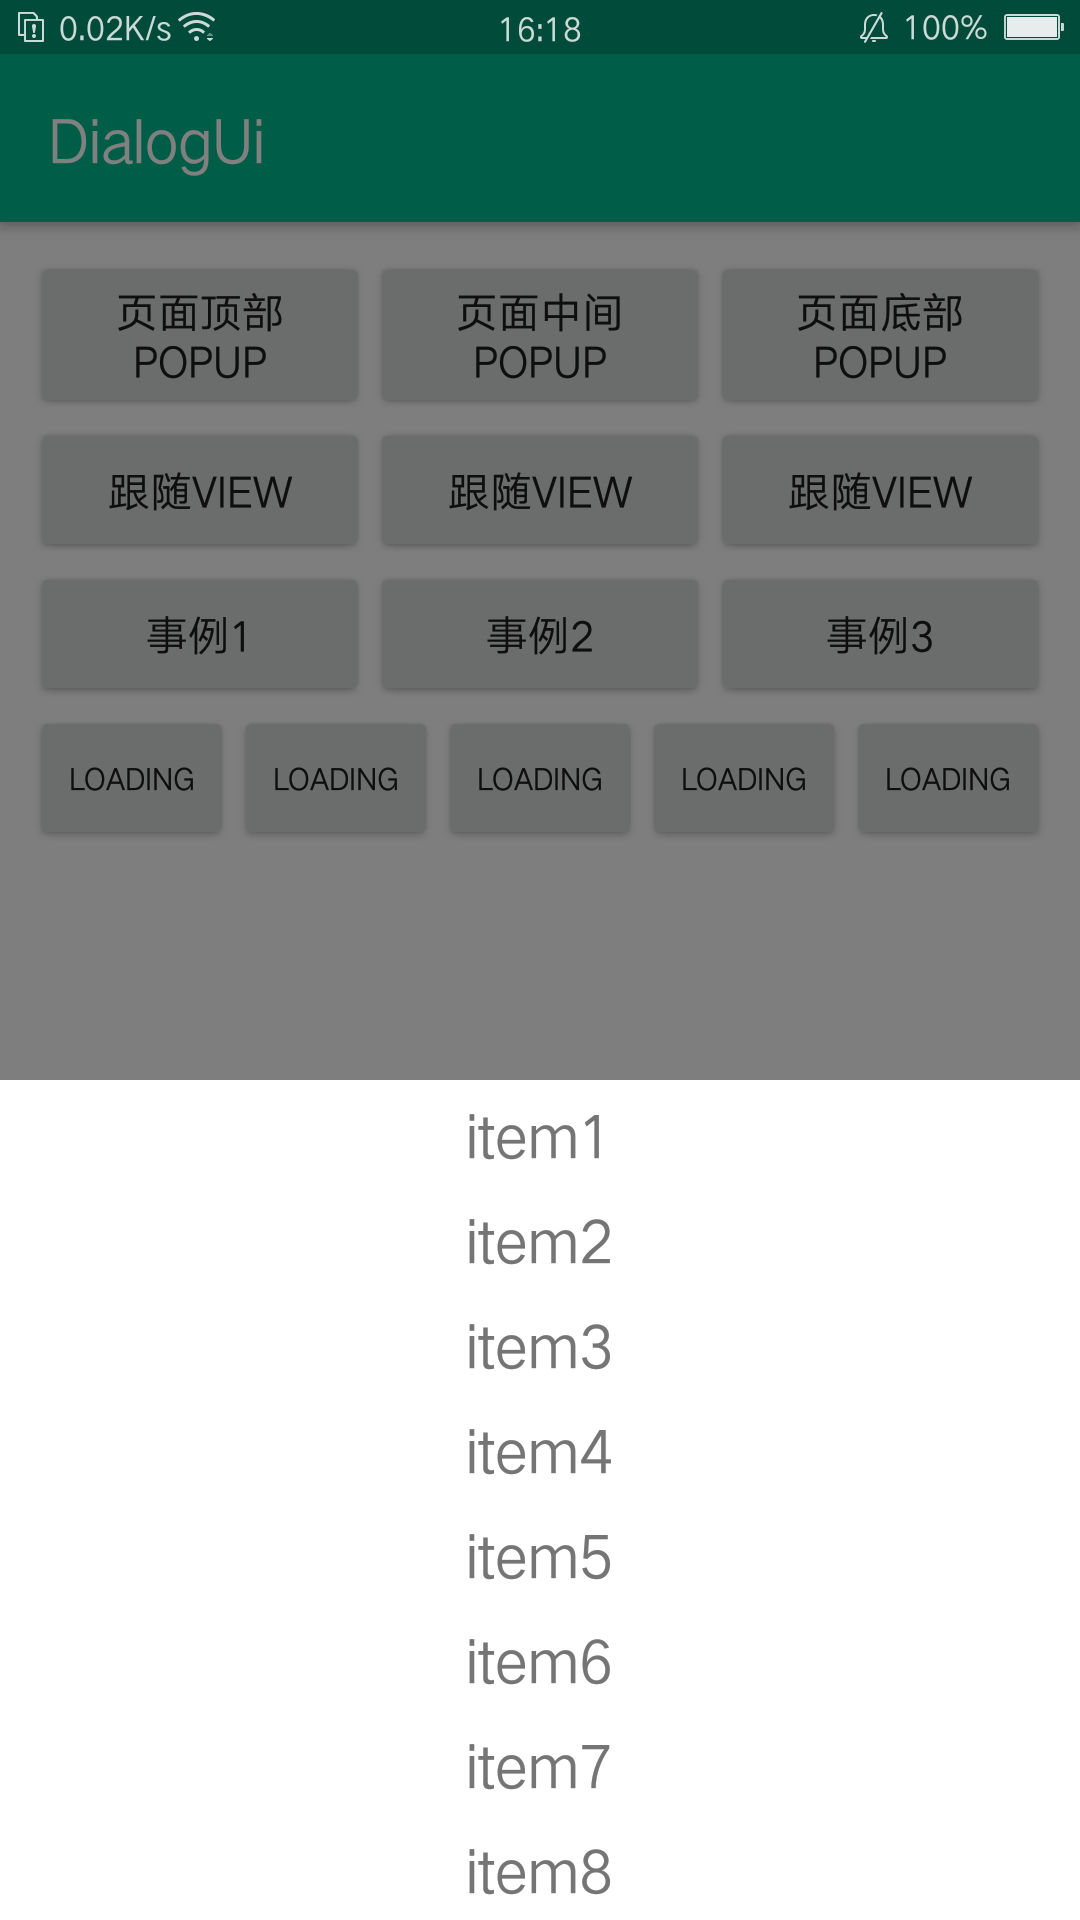 0.02K/s 16:18 100%
DialogUi
页面顶部 页面中间 页面底部
POPUP POPUP POPUP
跟随VIEW 跟随VIEW 跟随VIEW
事例1 事例2 事例3
LOADING LOADING LOADING LOADING LOADING
item1
item2
item3
item4
item5
item6
item7
item8